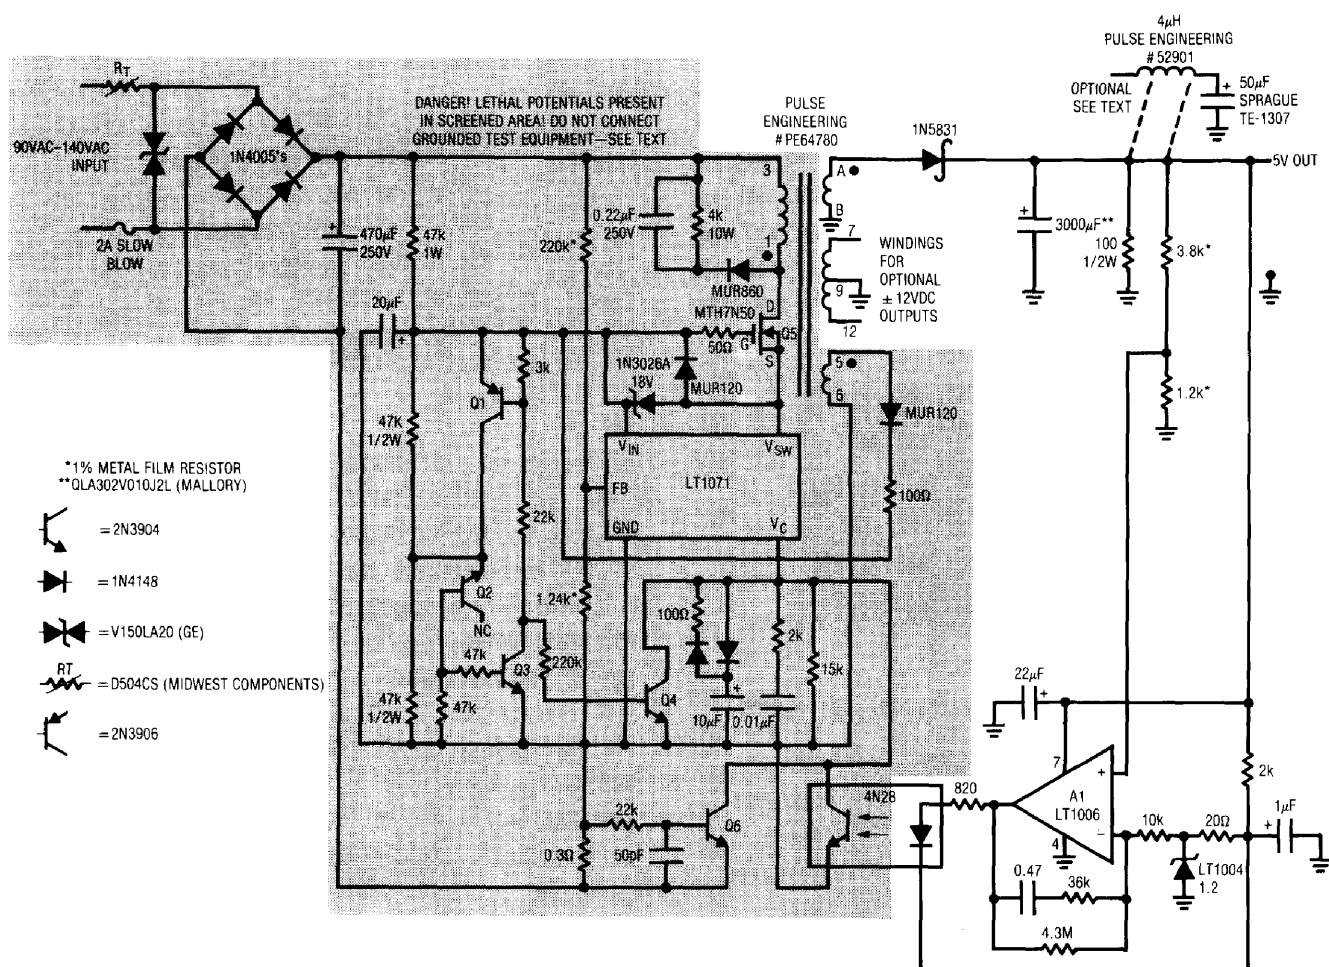 4µH
PULSE ENGINEERING
#52901
OPTIONAL
SEE TEXT
+
50µF
SPRAGUE
TE-1307
RT
DANGER! LETHAL POTENTIALS PRESENT
IN SCREENED AREA! DO NOT CONNECT
GROUNDED TEST EQUIPMENT—SEE TEXT
PULSE
ENGINEERING
#PE64780
1N5831
90VAC–140VAC
INPUT
1N4005's
5V OUT
3
A
B
2A SLOW
BLOW
+
470µF
250V
47k
1W
220k*
0.22µF
250V
4k
10W
1
MUR860
7
9
12
WINDINGS
FOR
OPTIONAL
±12VDC
OUTPUTS
+
3000µF**
100
1/2W
3.8k*
20µF
+
MTH7N50
D
G
S
Q5
50Ω
3k
1N3026A
18V
MUR120
5
6
MUR120
1.2k*
Q1
47k
1/2W
VIN
VSW
LT1071
FB
GND
VC
100Ω
22k
*1% METAL FILM RESISTOR
**QLA302V010J2L (MALLORY)
=2N3904
=1N4148
=V150LA20 (GE)
RT
=D504CS (MIDWEST COMPONENTS)
=2N3906
Q2
NC
1.24k*
100Ω
2k
15k
47k
Q3
220k
47k
1/2W
47k
Q4
+
10µF
0.01µF
22µF
+
7
+
A1
LT1006
–
4
2k
22k
Q6
50pF
0.3Ω
4N28
820
10k
20Ω
+
1µF
LT1004
1.2
0.47
36k
4.3M